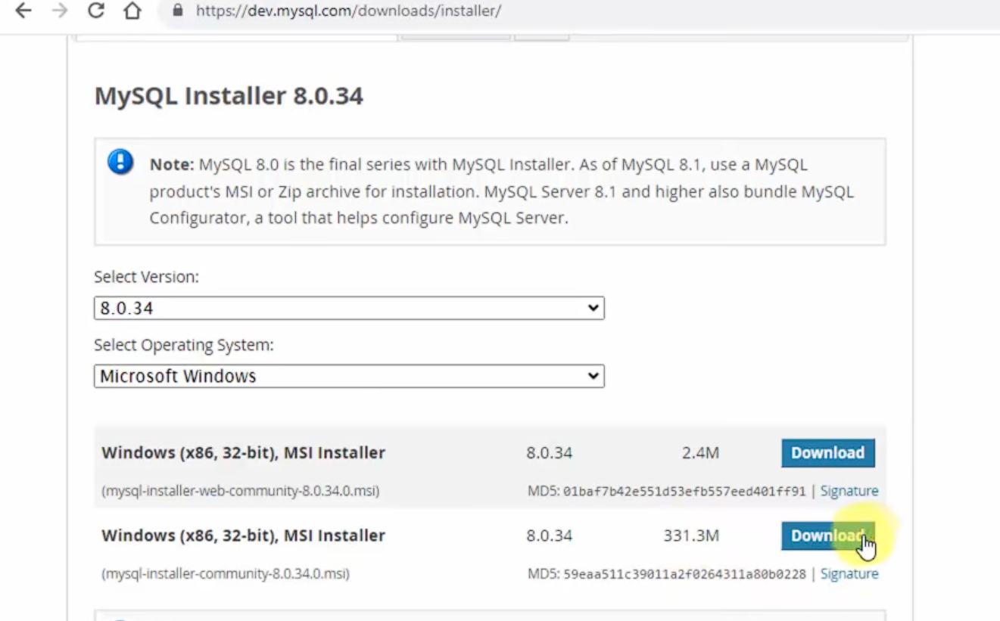 https://dev.mysql.com/downloads/installer/
MySQL Installer 8.0.34
Note: MySQL 8.0 is the final series with MySQL Installer. As of MySQL 8.1, use a MySQL
product's MSI or Zip archive for installation. MySQL Server 8.1 and higher also bundle MySQL
Configurator, a tool that helps configure MySQL Server.
Select Version:
8.0.34
Select Operating System:
Microsoft Windows
Windows (x86, 32-bit), MSI Installer 8.0.34 2.4M Download
(mysql-installer-web-community-8.0.34.0.msi) MD5: 01baf7b42e551d53efb557eed401ff91 | Signature
Windows (x86, 32-bit), MSI Installer 8.0.34 331.3M Download
(mysql-installer-community-8.0.34.0.msi) MD5: 59eaa511c39011a2f0264311a80b0228 | Signature